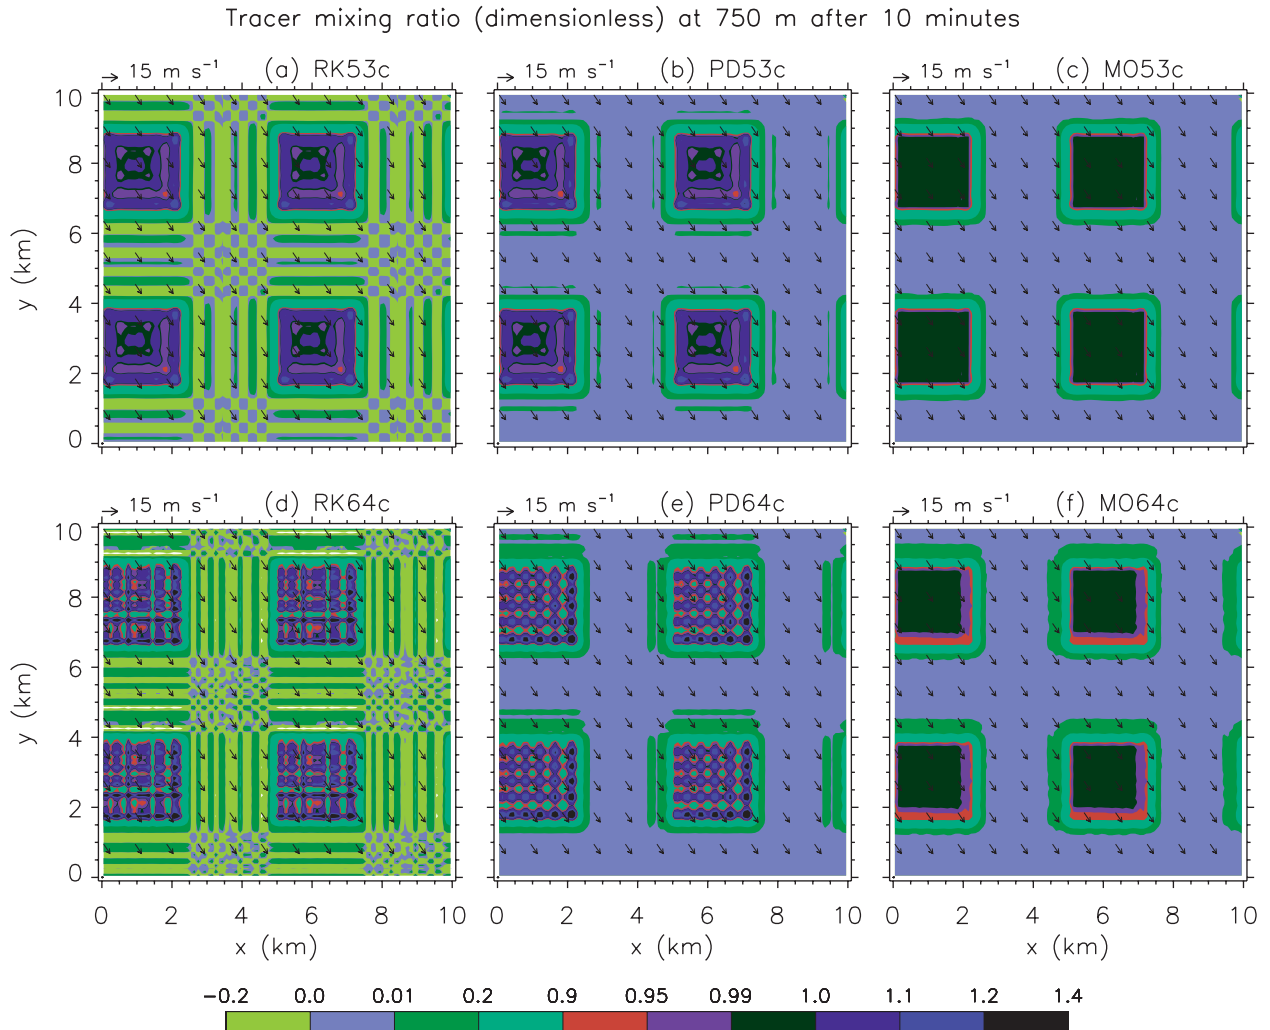 Tracer mixing ratio (dimensionless) at 750 m after 10 minutes
15 m s⁻¹ (a) RK53c
15 m s⁻¹ (b) PD53c
15 m s⁻¹ (c) MO53c
10
8
6
4
2
0
y (km)
15 m s⁻¹ (d) RK64c
15 m s⁻¹ (e) PD64c
15 m s⁻¹ (f) MO64c
10
8
6
4
2
0
y (km)
0 2 4 6 8 10
0 2 4 6 8 10
0 2 4 6 8 10
x (km)
x (km)
x (km)
−0.2 0.0 0.01 0.2 0.9 0.95 0.99 1.0 1.1 1.2 1.4